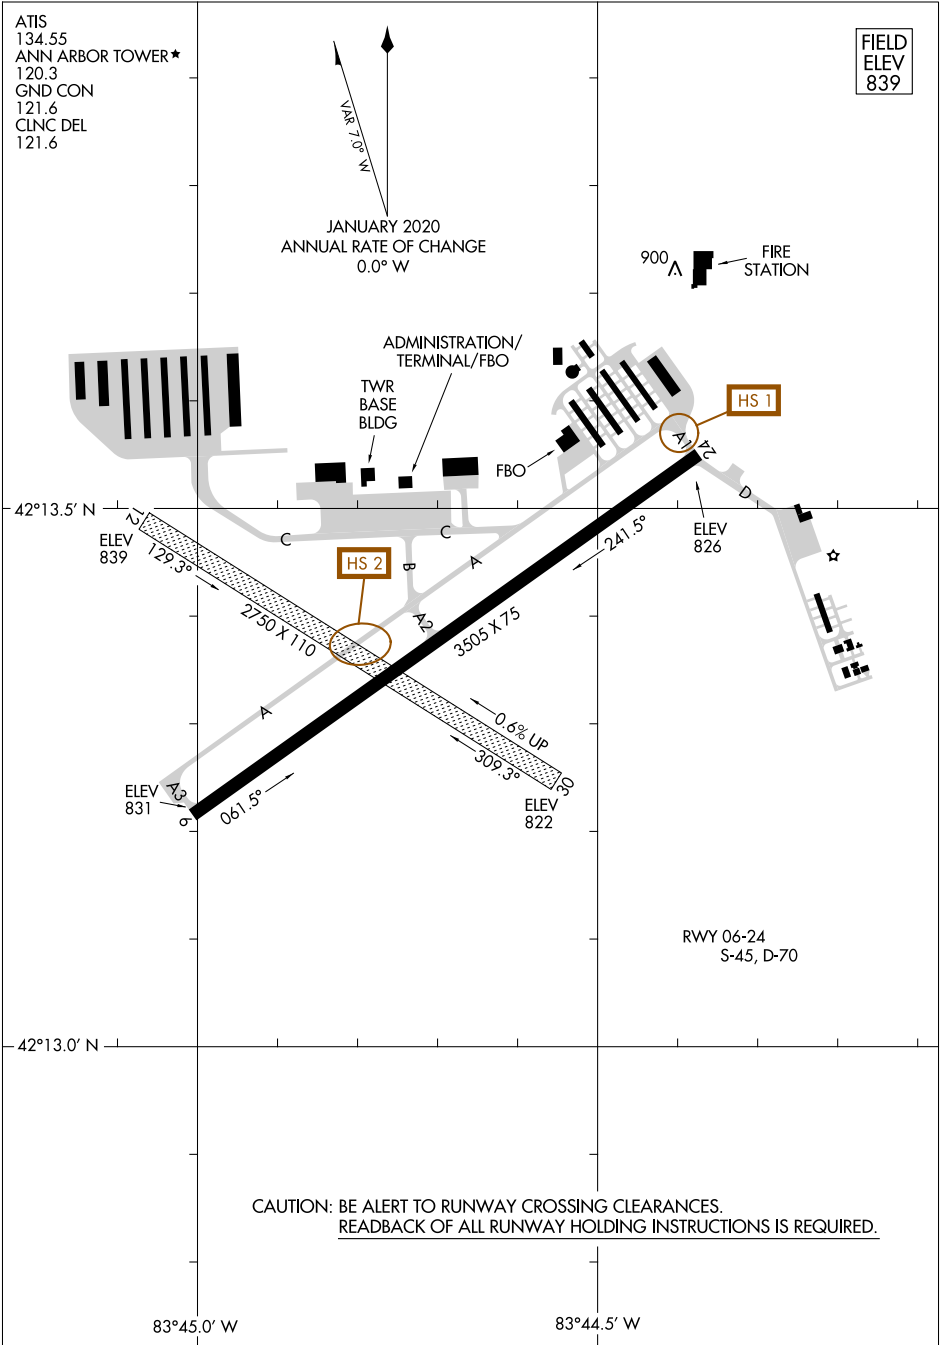 ATIS
134.55
ANN ARBOR TOWER★
120.3
GND CON
121.6
CLNC DEL
121.6
FIELD
ELEV
839
VAR 7.0° W
JANUARY 2020
ANNUAL RATE OF CHANGE
0.0° W
900
FIRE
STATION
ADMINISTRATION/
TERMINAL/FBO
TWR
BASE
BLDG
HS 1
FBO
A1
24
D
42°13.5' N
12
ELEV
839
129.3°
C
C
B
A
HS 2
241.5°
ELEV
826
2750 X 110
A2
3505 X 75
A
0.6% UP
309.3°
30
ELEV
822
ELEV
831
A3
6
061.5°
RWY 06-24
S-45, D-70
42°13.0' N
CAUTION: BE ALERT TO RUNWAY CROSSING CLEARANCES.
READBACK OF ALL RUNWAY HOLDING INSTRUCTIONS IS REQUIRED.
83°45.0' W
83°44.5' W